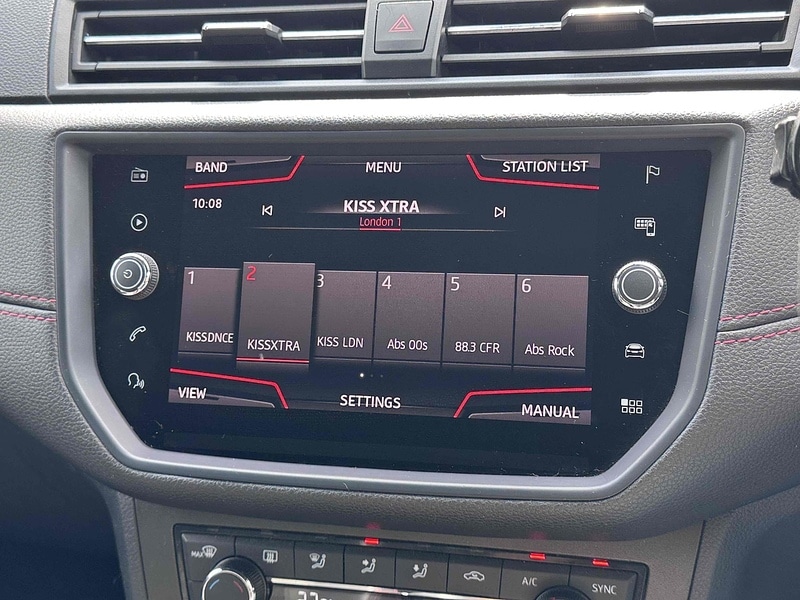 BAND MENU STATION LIST
10:08 KISS XTRA
London 1
1 2 3 4 5 6
KISSDNCE KISSXTRA KISS LDN Abs 00s 88.3 CFR Abs Rock
VIEW SETTINGS MANUAL
MAX A/C SYNC